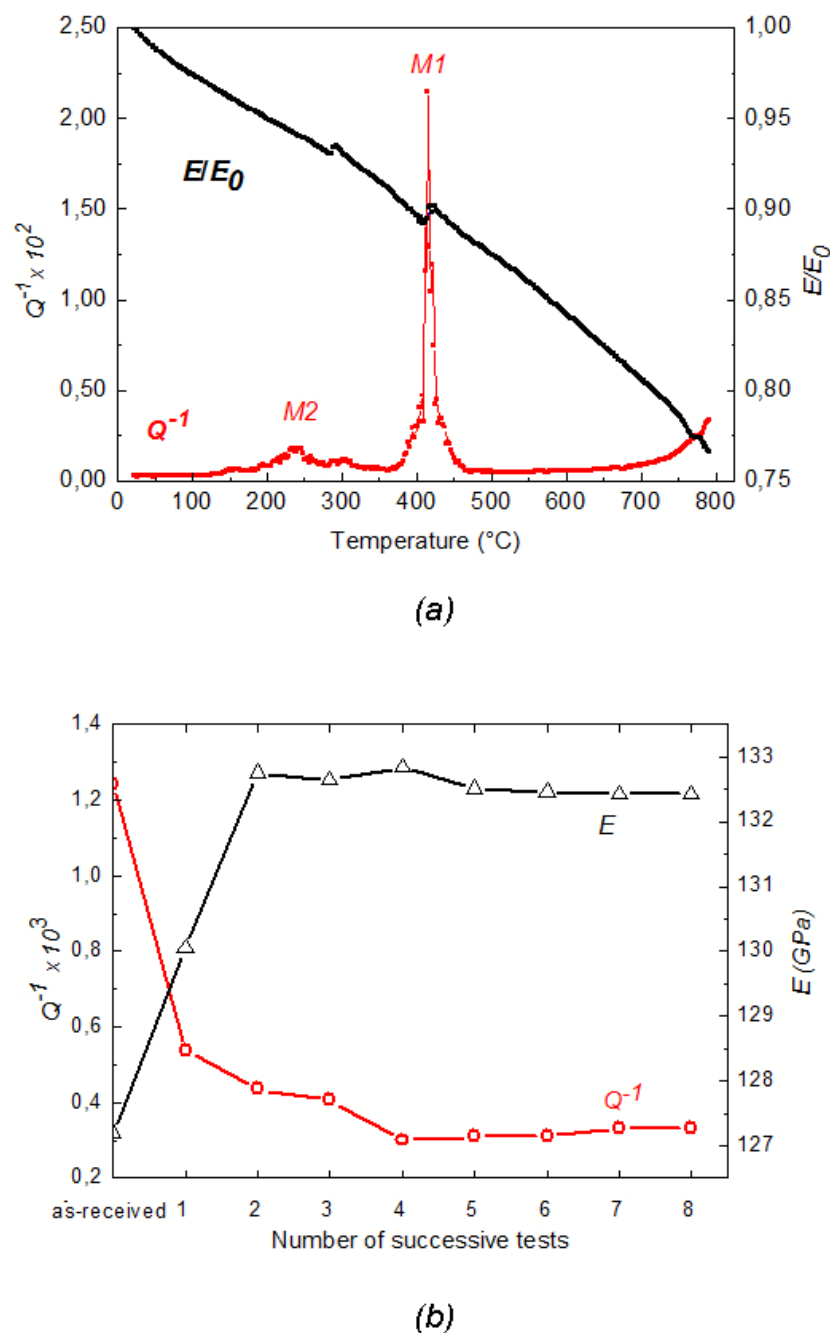 2,50
2,00
1,50
1,00
0,50
0,00
Q⁻¹ x 10²
1,00
0,95
0,90
0,85
0,80
0,75
E/E₀
M1
E/E₀
M2
Q⁻¹
0 100 200 300 400 500 600 700 800
Temperature (°C)
(a)
1,4
1,2
1,0
0,8
0,6
0,4
0,2
Q⁻¹ x 10³
133
132
131
130
129
128
127
E (GPa)
E
Q⁻¹
as-received 1 2 3 4 5 6 7 8
Number of successive tests
(b)